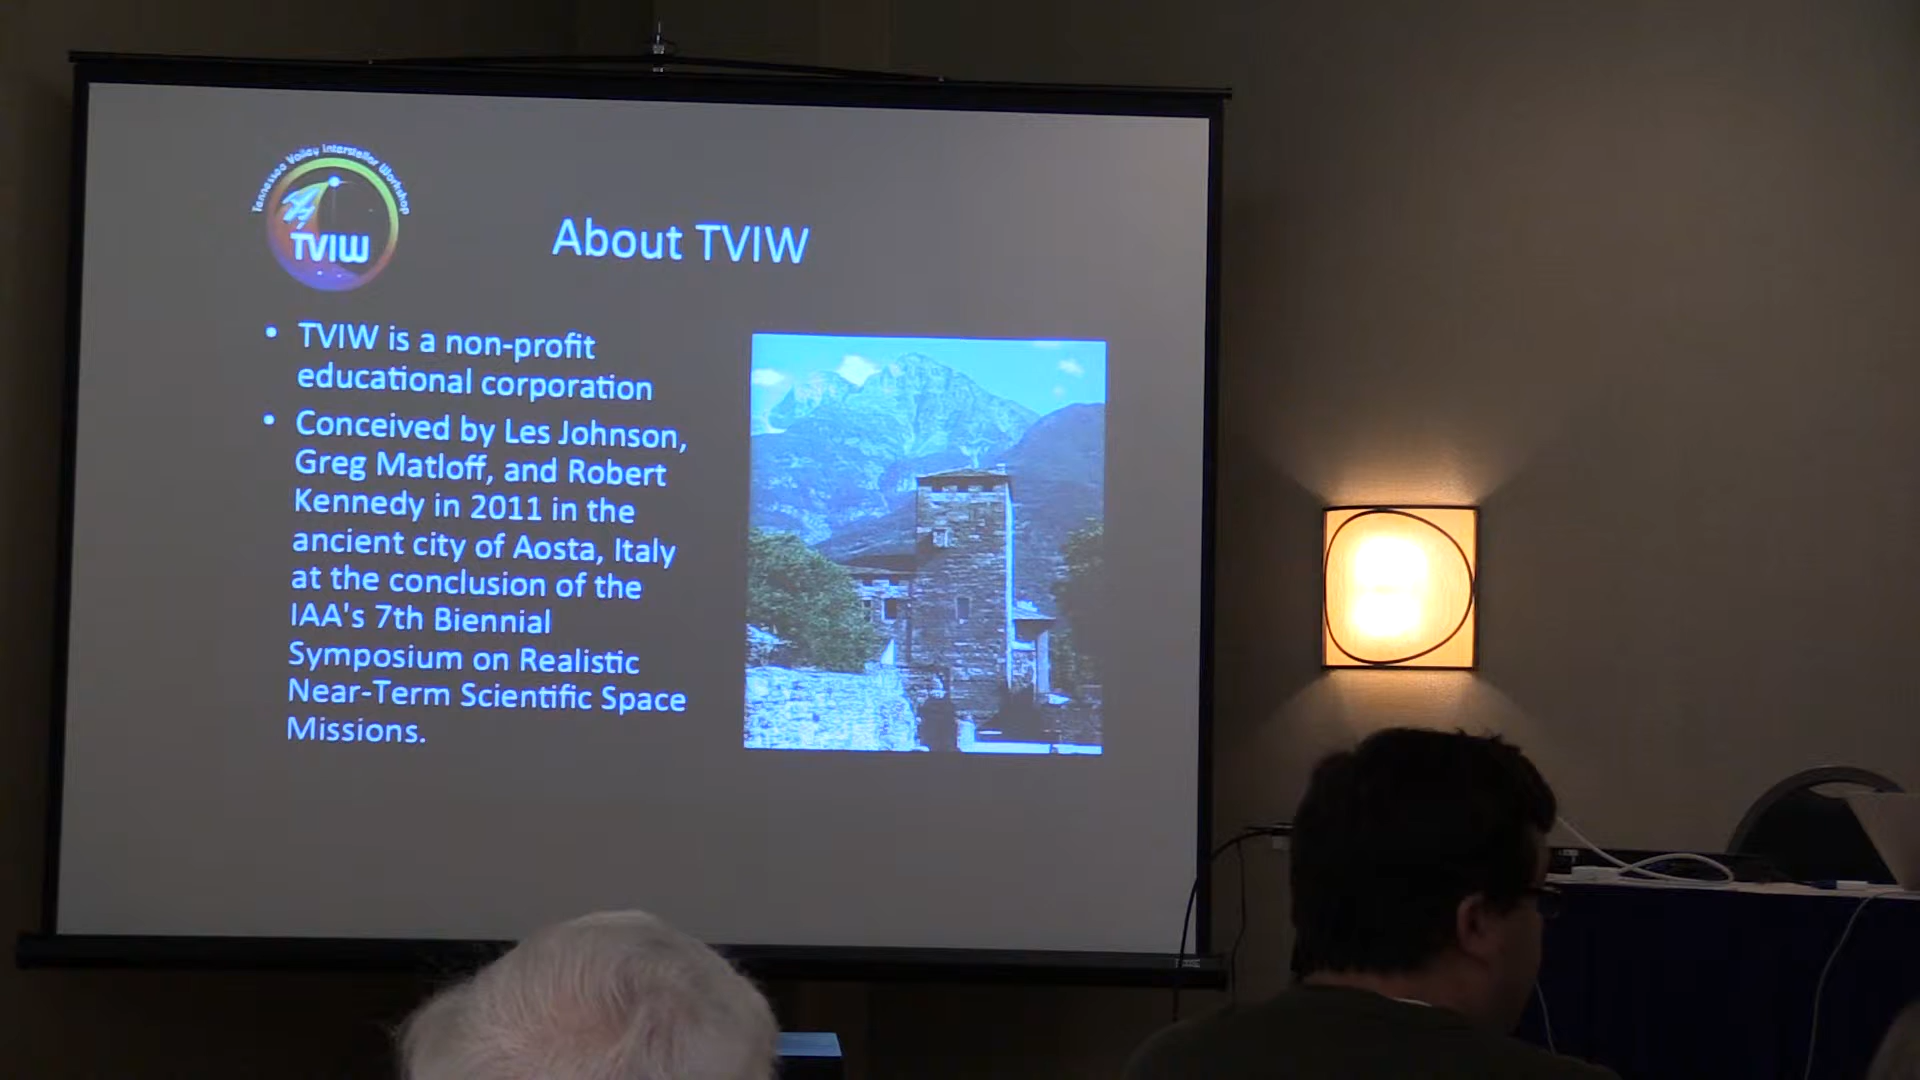 Tennessee Valley Interstellar Workshop
TVIW
About TVIW
• TVIW is a non-profit
educational corporation
• Conceived by Les Johnson,
Greg Matloff, and Robert
Kennedy in 2011 in the
ancient city of Aosta, Italy
at the conclusion of the
IAA's 7th Biennial
Symposium on Realistic
Near-Term Scientific Space
Missions.